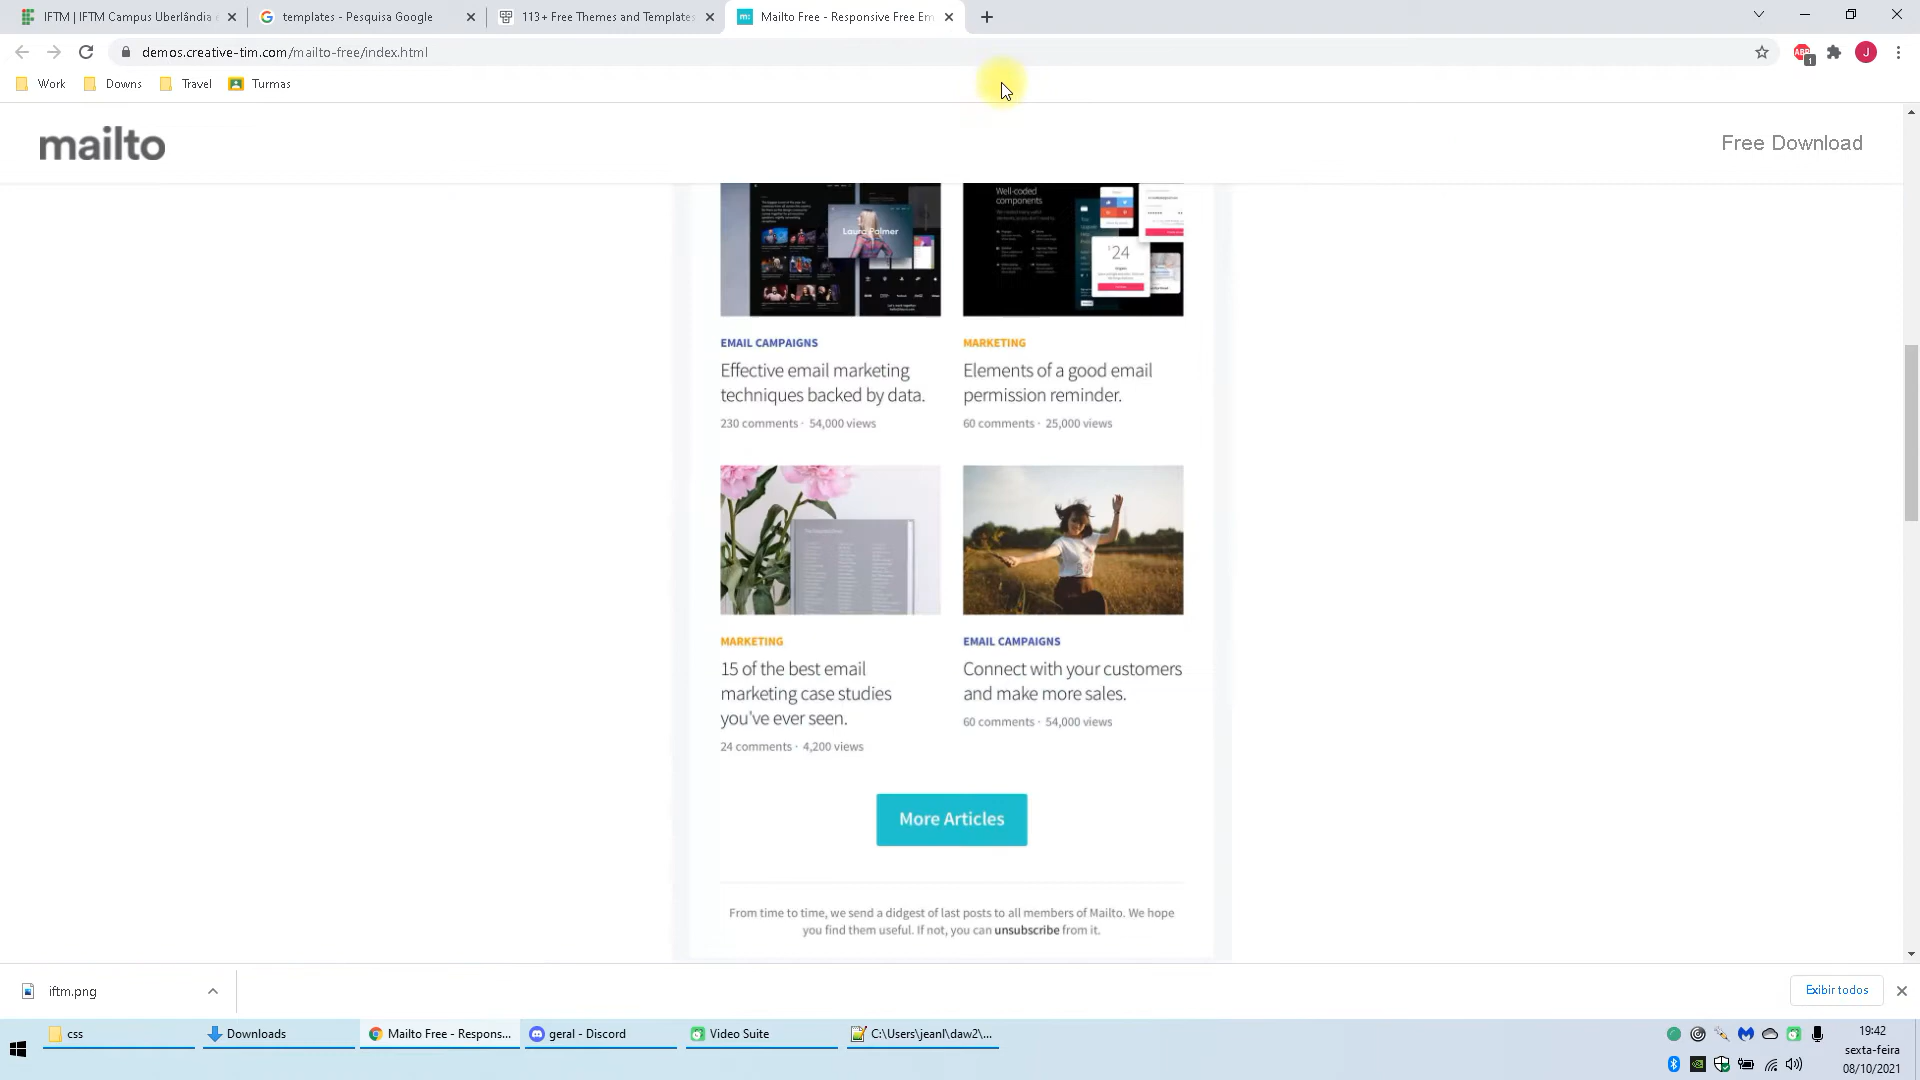 IFTM | IFTM Campus Uberlândia
templates - Pesquisa Google
113+ Free Themes and Templates
Mailto Free - Responsive Free Em
demos.creative-tim.com/mailto-free/index.html
ABP
1
J
Work
Downs
Travel
Turmas
mailto
Free Download
Laura Palmer
Well-coded
components
'24
EMAIL CAMPAIGNS
Effective email marketing
techniques backed by data.
230 comments · 54,000 views
MARKETING
Elements of a good email
permission reminder.
60 comments · 25,000 views
MARKETING
15 of the best email
marketing case studies
you've ever seen.
24 comments · 4,200 views
EMAIL CAMPAIGNS
Connect with your customers
and make more sales.
60 comments · 54,000 views
More Articles
From time to time, we send a didgest of last posts to all members of Mailto. We hope
you find them useful. If not, you can unsubscribe from it.
iftm.png
Exibir todos
css
Downloads
Mailto Free - Respons...
geral - Discord
Video Suite
C:\Users\jeanl\daw2\...
19:42
sexta-feira
08/10/2021